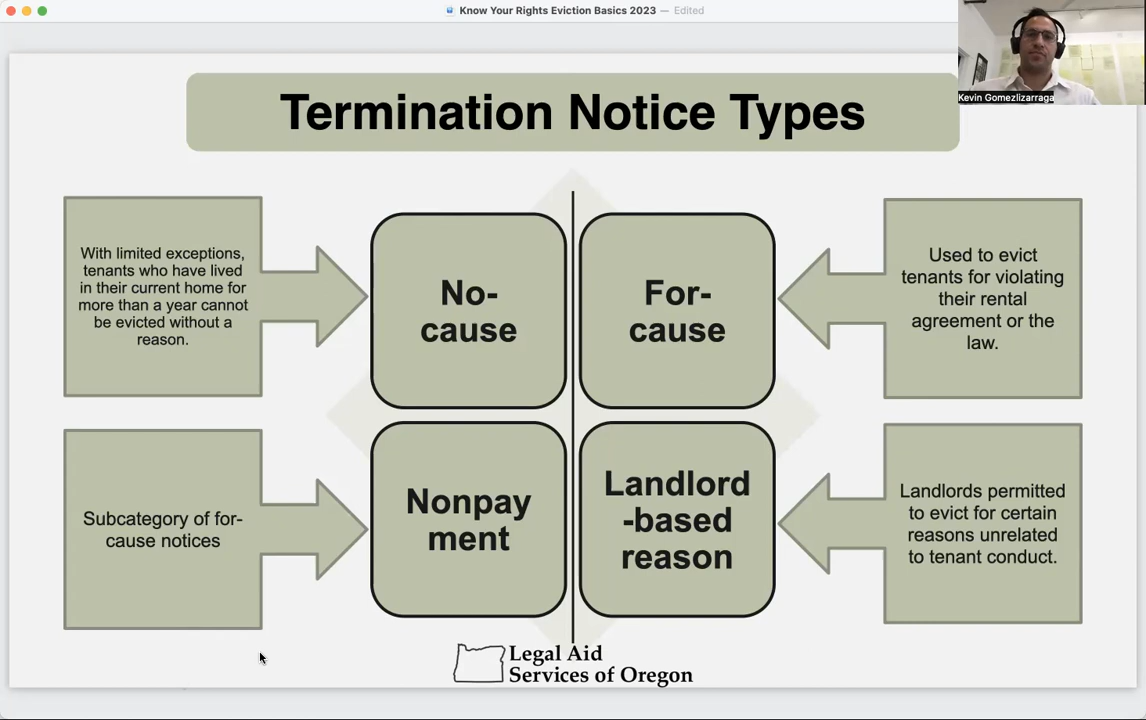 Know Your Rights Eviction Basics 2023 — Edited
Kevin Gomezlizarraga
Termination Notice Types
With limited exceptions,
tenants who have lived
in their current home for
more than a year cannot
be evicted without a
reason.
No-
cause
For-
cause
Used to evict
tenants for violating
their rental
agreement or the
law.
Subcategory of for-
cause notices
Nonpay
ment
Landlord
-based
reason
Landlords permitted
to evict for certain
reasons unrelated
to tenant conduct.
Legal Aid
Services of Oregon